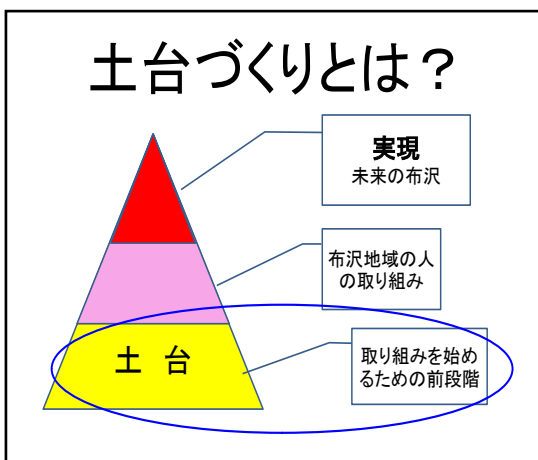 土台づくりとは？
実現
未来の布沢
布沢地域の人
の取り組み
土 台
取り組みを始め
るための前段階